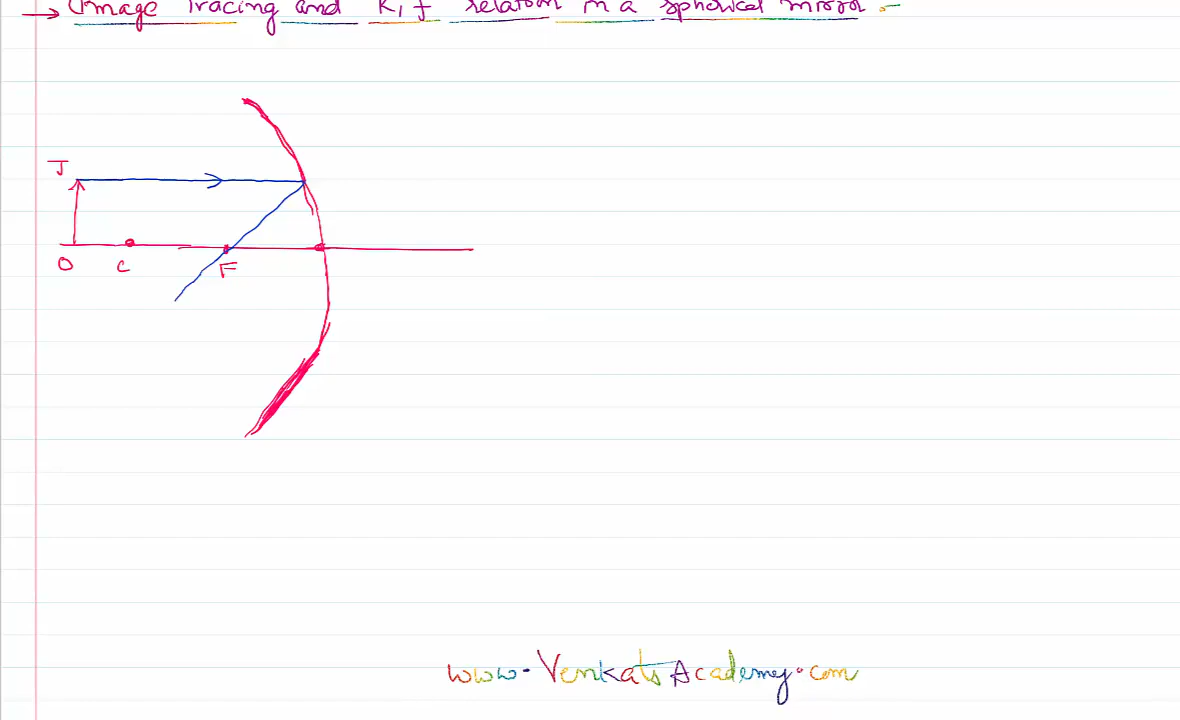 → Image Tracing and R, f relation in a spherical mirror :-
J
O C F
www.VenkatsAcademy.com